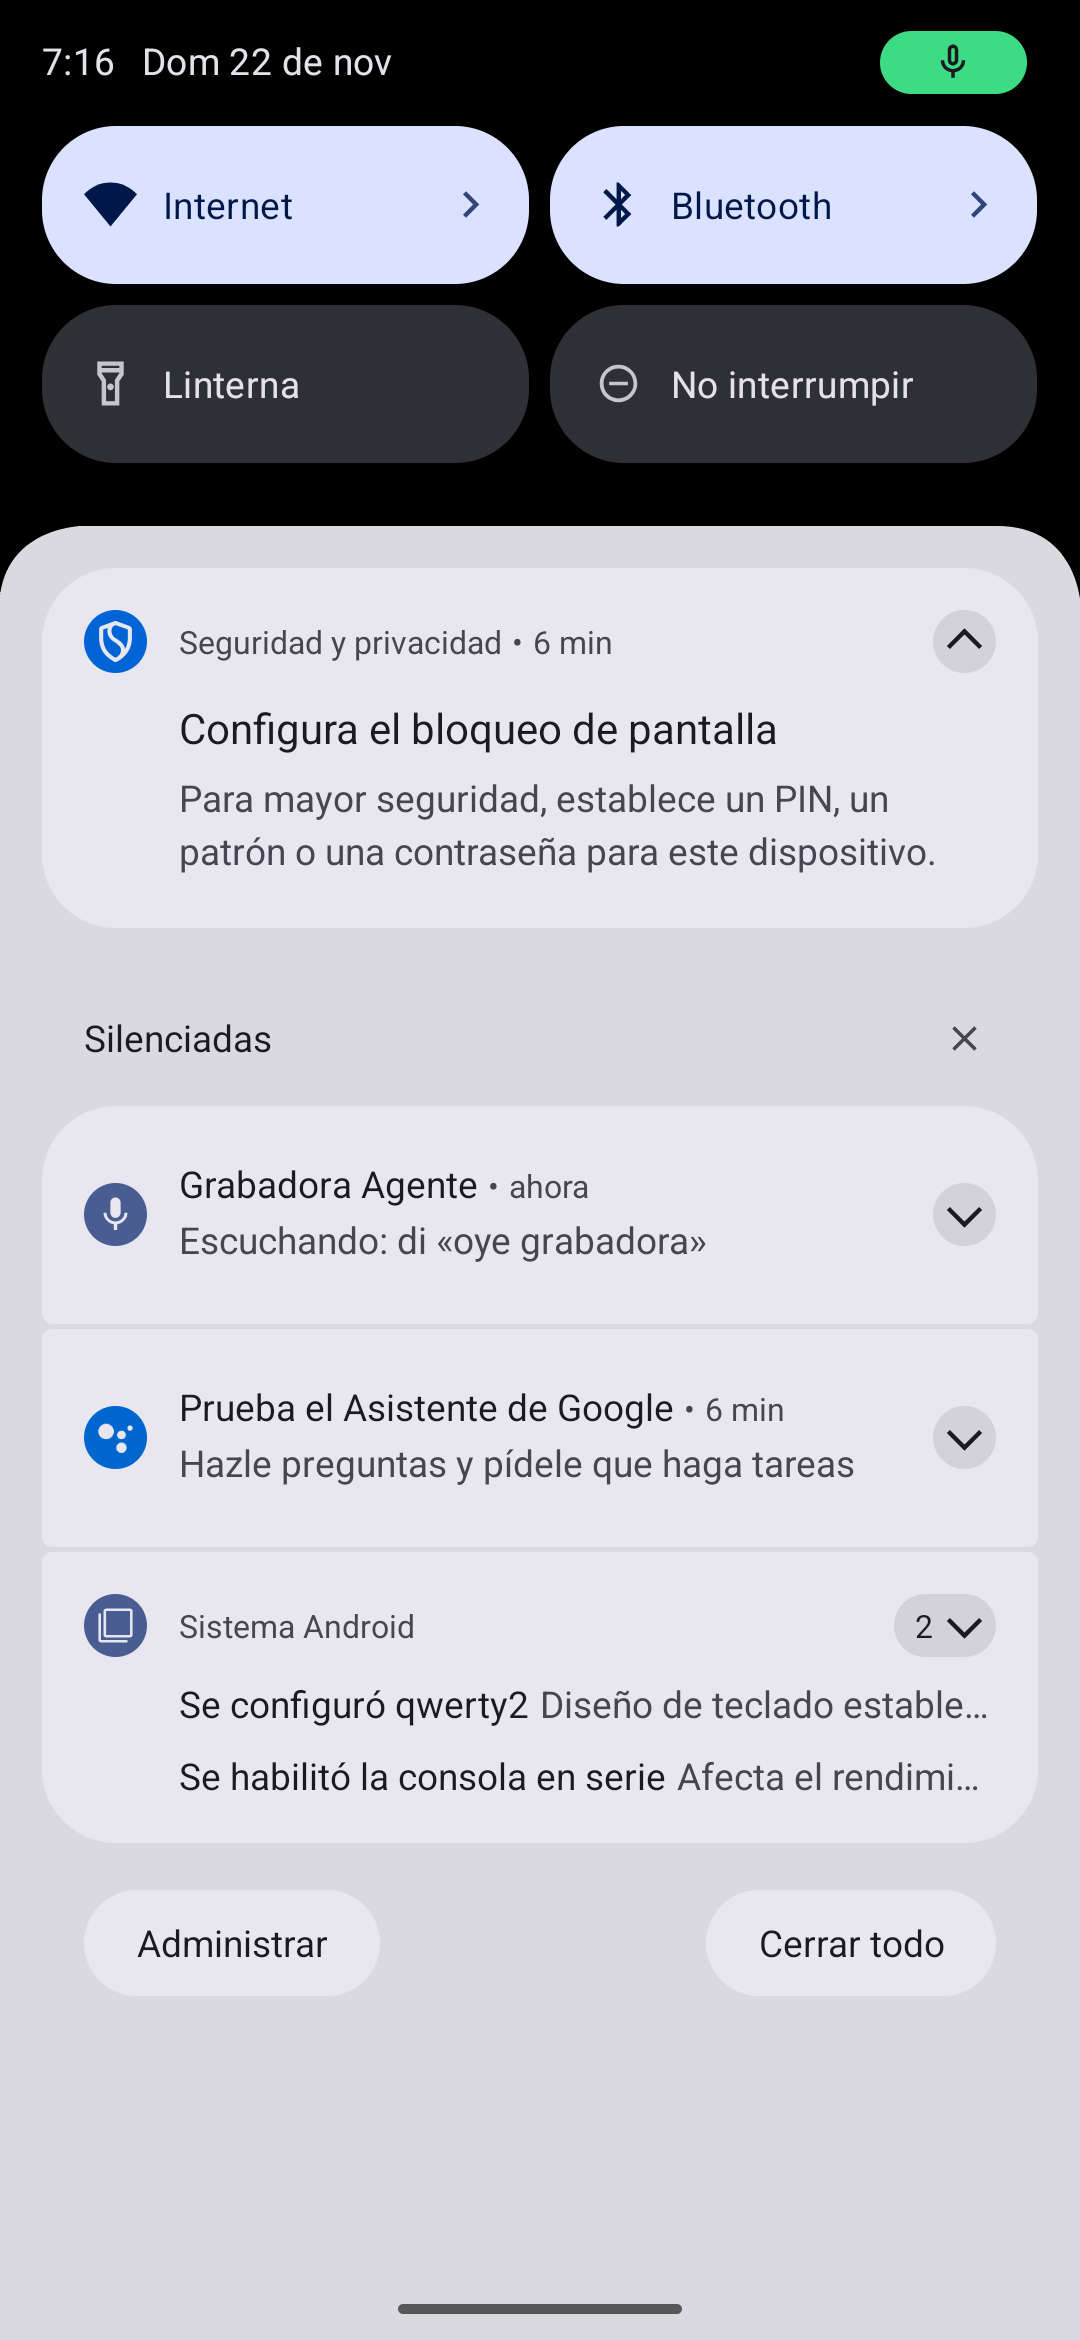 7:16 Dom 22 de nov
Internet
Bluetooth
Linterna
No interrumpir
Seguridad y privacidad • 6 min
Configura el bloqueo de pantalla
Para mayor seguridad, establece un PIN, un
patrón o una contraseña para este dispositivo.
Silenciadas
Grabadora Agente • ahora
Escuchando: di «oye grabadora»
Prueba el Asistente de Google • 6 min
Hazle preguntas y pídele que haga tareas
Sistema Android
2
Se configuró qwerty2 Diseño de teclado estable…
Se habilitó la consola en serie Afecta el rendimi…
Administrar
Cerrar todo